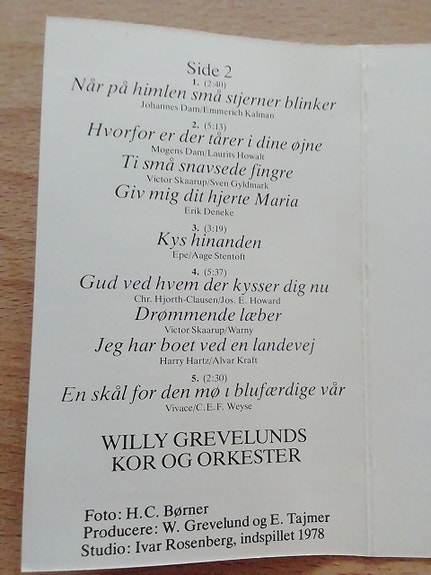 Side 2
1. (2:40)
Når på himlen små stjerner blinker
Johannes Dam/Emmerich Kalman
2. (5:13)
Hvorfor er der tårer i dine øjne
Mogens Dam/Laurits Howalt
Ti små snavsede fingre
Victor Skaarup/Sven Gyldmark
Giv mig dit hjerte Maria
Erik Deneke
3. (3:19)
Kys hinanden
Epe/Aage Stentoft
4. (5:37)
Gud ved hvem der kysser dig nu
Chr. Hjorth-Clausen/Jos. E. Howard
Drømmende læber
Victor Skaarup/Warny
Jeg har boet ved en landevej
Harry Hartz/Alvar Kraft
5. (2:30)
En skål for den mø i blufærdige vår
Vivace/C.E.F. Weyse
WILLY GREVELUNDS
KOR OG ORKESTER
Foto: H.C. Børner
Producere: W. Grevelund og E. Tajmer
Studio: Ivar Rosenberg, indspillet 1978